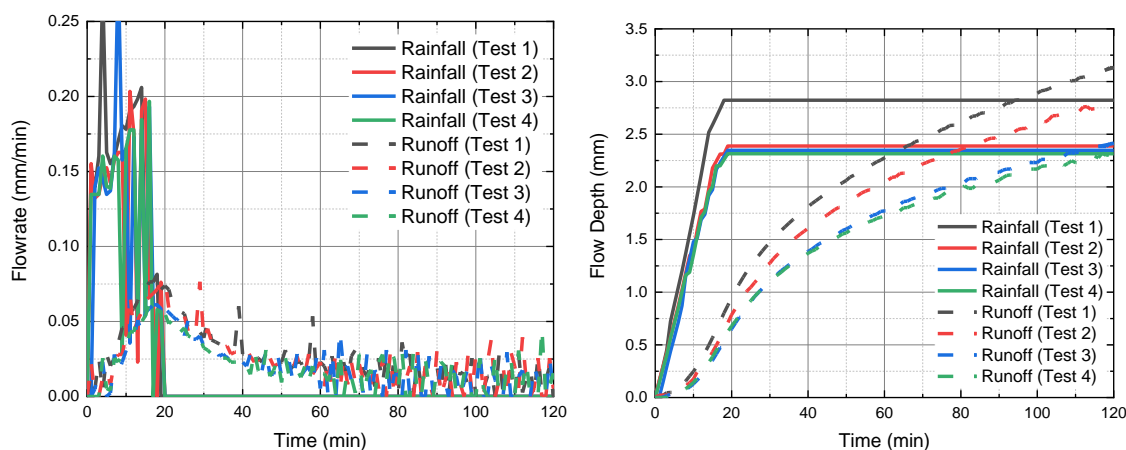 0.25
0.20
0.15
0.10
0.05
0.00
Flowrate (mm/min)
Rainfall (Test 1)
Rainfall (Test 2)
Rainfall (Test 3)
Rainfall (Test 4)
Runoff (Test 1)
Runoff (Test 2)
Runoff (Test 3)
Runoff (Test 4)
0 20 40 60 80 100 120
Time (min)
3.5
3.0
2.5
2.0
1.5
1.0
0.5
0.0
Flow Depth (mm)
Rainfall (Test 1)
Rainfall (Test 2)
Rainfall (Test 3)
Rainfall (Test 4)
Runoff (Test 1)
Runoff (Test 2)
Runoff (Test 3)
Runoff (Test 4)
0 20 40 60 80 100 120
Time (min)